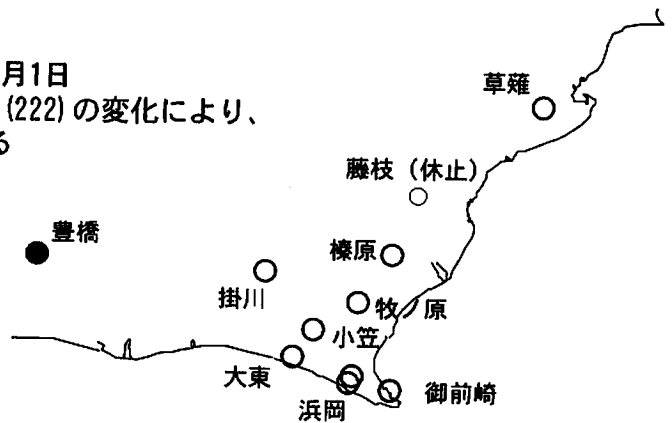 月1日
(222)の変化により、
る
草薙
藤枝（休止）
豊橋
榛原
掛川
牧ノ原
小笠
大東
浜岡
御前崎